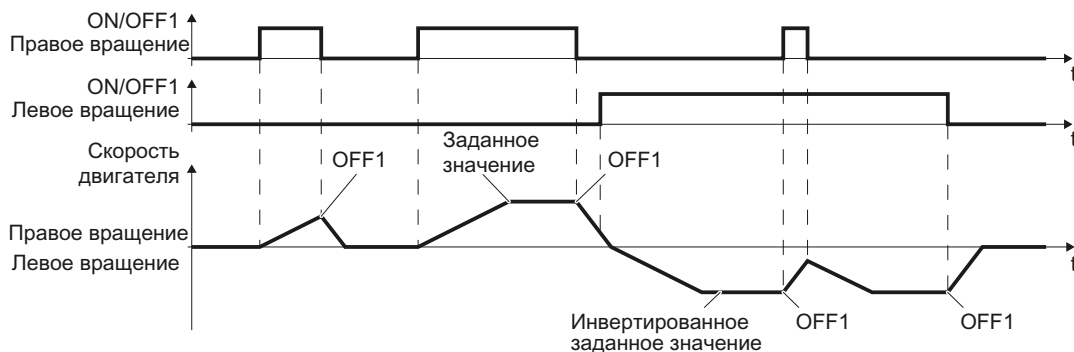 ON/OFF1
Правое вращение
t
ON/OFF1
Левое вращение
t
Скорость
двигателя
OFF1
Заданное
значение
OFF1
Правое вращение
Левое вращение
t
Инвертированное
заданное значение
OFF1
OFF1